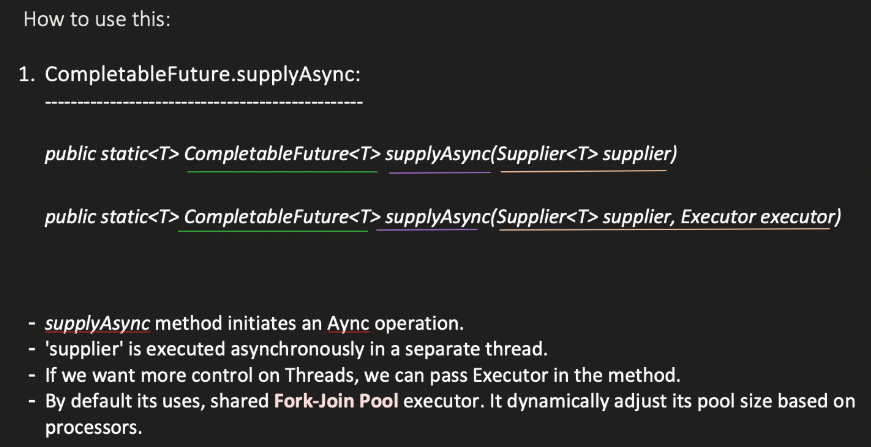 How to use this:
1. CompletableFuture.supplyAsync:
-------------------------------------------------
public static<T> CompletableFuture<T> supplyAsync(Supplier<T> supplier)
public static<T> CompletableFuture<T> supplyAsync(Supplier<T> supplier, Executor executor)
- supplyAsync method initiates an Aync operation.
- 'supplier' is executed asynchronously in a separate thread.
- If we want more control on Threads, we can pass Executor in the method.
- By default its uses, shared Fork-Join Pool executor. It dynamically adjust its pool size based on
processors.